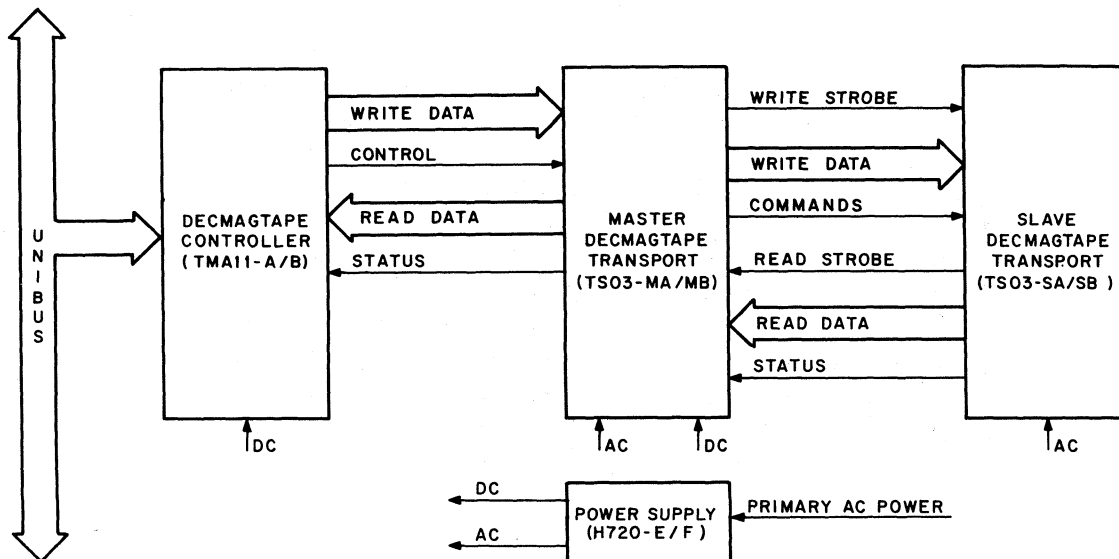 UNIBUS
DECMAGTAPE
CONTROLLER
(TMA11-A/B)
DC
WRITE DATA
CONTROL
READ DATA
STATUS
MASTER
DECMAGTAPE
TRANSPORT
(TS03-MA/MB)
AC
DC
WRITE STROBE
WRITE DATA
COMMANDS
READ STROBE
READ DATA
STATUS
SLAVE
DECMAGTAPE
TRANSPORT
(TS03-SA/SB)
AC
DC
AC
POWER SUPPLY
(H720-E/F)
PRIMARY AC POWER